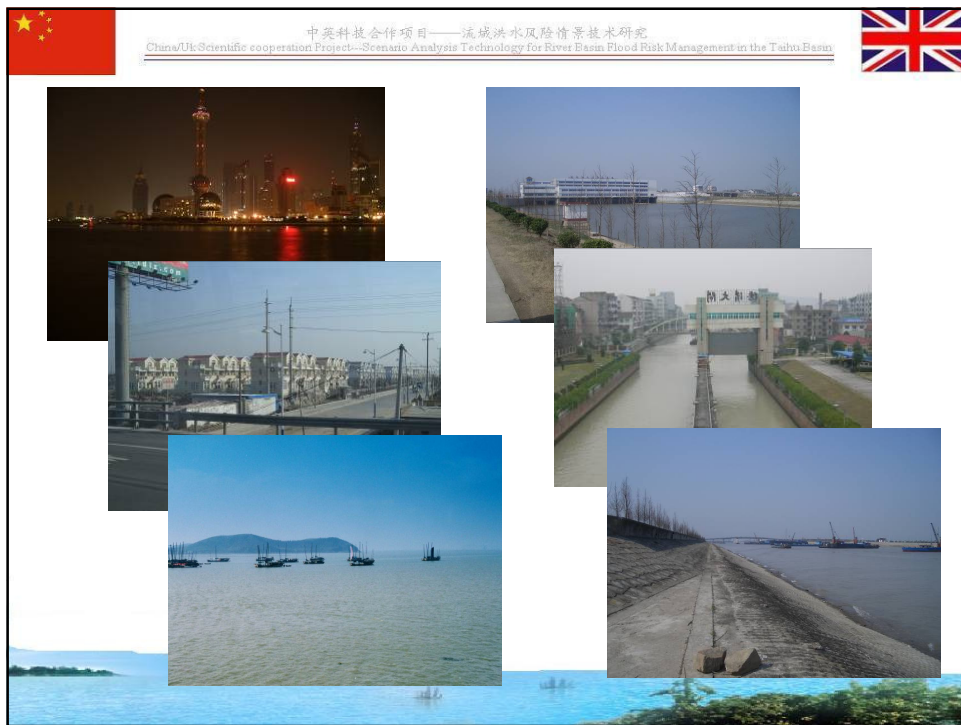 中英科技合作项目——流域洪水风险情景技术研究
China/Uk Scientific cooperation Project---Scenario Analysis Technology for River Basin Flood Risk Management in the Taihu Basin